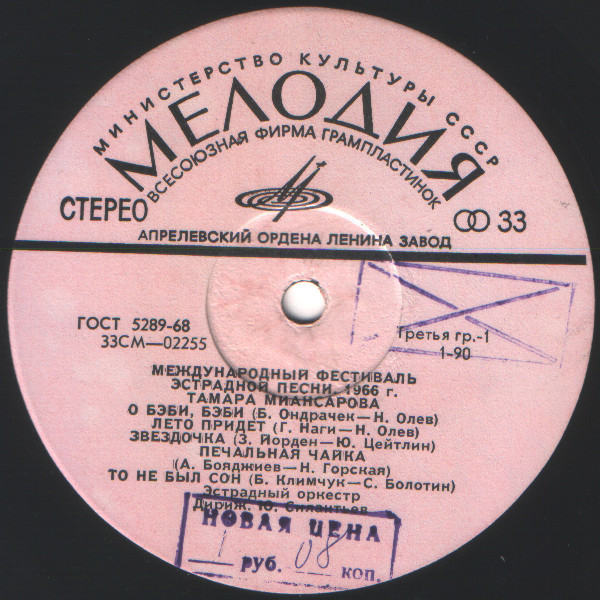 МИНИСТЕРСТВО КУЛЬТУРЫ СССР
МЕЛОДИЯ
ВСЕСОЮЗНАЯ ФИРМА ГРАМПЛАСТИНОК
СТЕРЕО
33
АПРЕЛЕВСКИЙ ОРДЕНА ЛЕНИНА ЗАВОД
ГОСТ 5289-68
33СМ—02255
Третья гр.-1
1-90
МЕЖДУНАРОДНЫЙ ФЕСТИВАЛЬ
ЭСТРАДНОЙ ПЕСНИ. 1966 г.
ТАМАРА МИАНСАРОВА
О БЭБИ, БЭБИ (Б. Ондрачек—Н. Олев)
ЛЕТО ПРИДЕТ (Г. Наги—Н. Олев)
ЗВЕЗДОЧКА (З. Йорден—Ю. Цейтлин)
ПЕЧАЛЬНАЯ ЧАЙКА
(А. Бояджиев—Н. Горская)
ТО НЕ БЫЛ СОН (Б. Климчук—С. Болотин)
Эстрадный оркестр
Дириж. Ю. Силантьев
НОВАЯ ЦЕНА
1 руб. 08 коп.